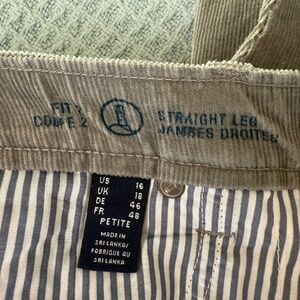 FIT 2
COUPE 2
STRAIGHT LEG
JAMBES DROITES
US 16
UK 18
DE 46
FR 48
PETITE
MADE IN
SRI LANKA/
FABRIQUE AU
SRI LANKA